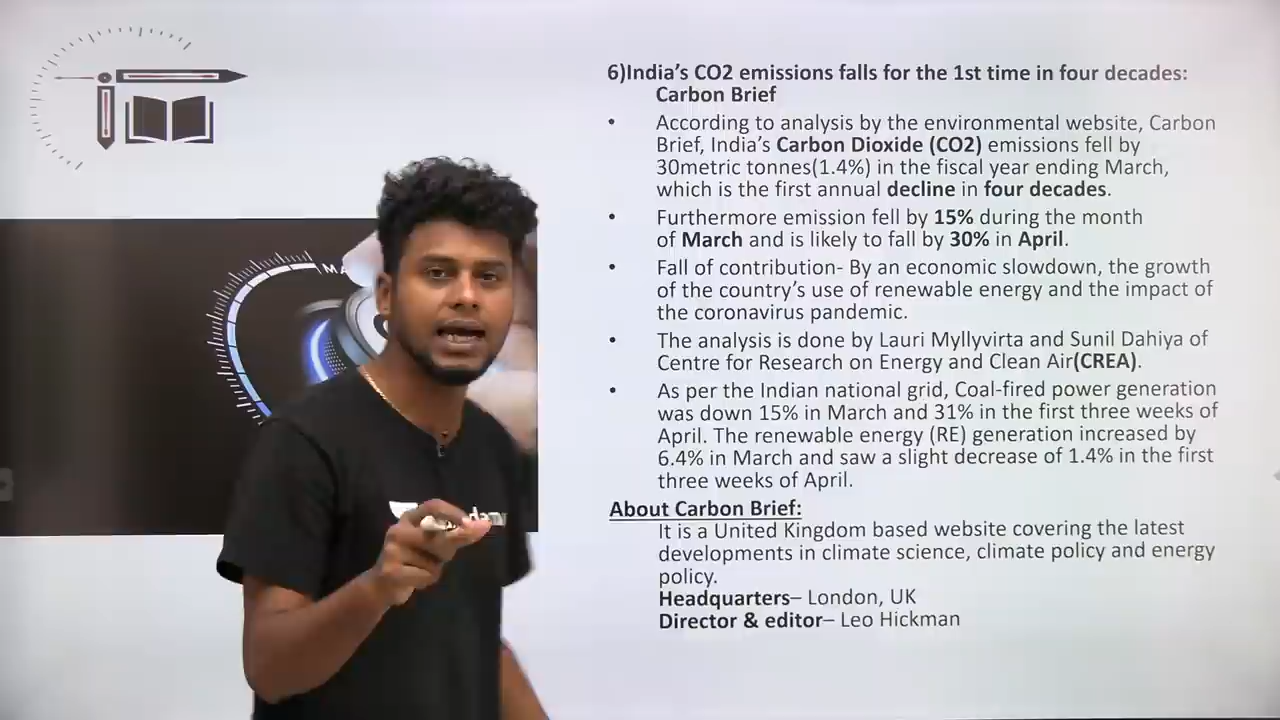 6)India's CO2 emissions falls for the 1st time in four decades:
Carbon Brief
• According to analysis by the environmental website, Carbon
Brief, India's Carbon Dioxide (CO2) emissions fell by
30metric tonnes(1.4%) in the fiscal year ending March,
which is the first annual decline in four decades.
• Furthermore emission fell by 15% during the month
of March and is likely to fall by 30% in April.
• Fall of contribution- By an economic slowdown, the growth
of the country's use of renewable energy and the impact of
the coronavirus pandemic.
• The analysis is done by Lauri Myllyvirta and Sunil Dahiya of
Centre for Research on Energy and Clean Air(CREA).
• As per the Indian national grid, Coal-fired power generation
was down 15% in March and 31% in the first three weeks of
April. The renewable energy (RE) generation increased by
6.4% in March and saw a slight decrease of 1.4% in the first
three weeks of April.
About Carbon Brief:
It is a United Kingdom based website covering the latest
developments in climate science, climate policy and energy
policy.
Headquarters– London, UK
Director & editor– Leo Hickman